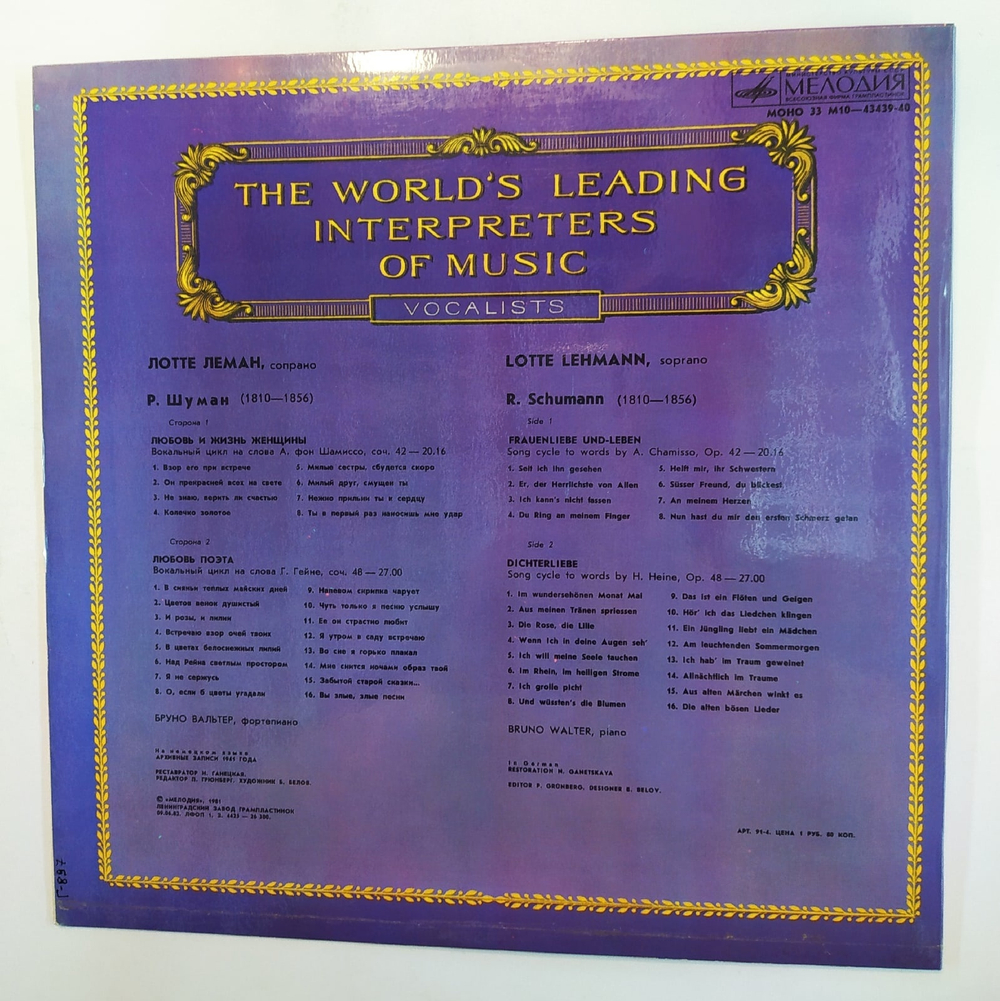 МЕЛОДИЯ
ВСЕСОЮЗНАЯ ФИРМА ГРАМПЛАСТИНОК
МОНО 33 М10—43439-40
THE WORLD'S LEADING
INTERPRETERS
OF MUSIC
VOCALISTS
ЛОТТЕ ЛЕМАН, сопрано
Р. Шуман (1810—1856)
Сторона 1
ЛЮБОВЬ И ЖИЗНЬ ЖЕНЩИНЫ
Вокальный цикл на слова А. фон Шамиссо, соч. 42 — 20.16
1. Взор его при встрече
2. Он прекрасней всех на свете
3. Не знаю, верить ли счастью
4. Колечко золотое
5. Милые сестры, сбудется скоро
6. Милый друг, смущен ты
7. Нежно прильни ты к сердцу
8. Ты в первый раз наносишь мне удар
Сторона 2
ЛЮБОВЬ ПОЭТА
Вокальный цикл на слова Г. Гейне, соч. 48 — 27.00
1. В сияньи теплых майских дней
2. Цветов венок душистый
3. И розы, и лилии
4. Встречаю взор очей твоих
5. В цветах белоснежных лилий
6. Над Рейна светлым простором
7. Я не сержусь
8. О, если б цветы угадали
9. Напевом скрипка чарует
10. Чуть только я песню услышу
11. Ее он страстно любит
12. Я утром в саду встречаю
13. Во сне я горько плакал
14. Мне снится ночами образ твой
15. Забытой старой сказки...
16. Вы злые, злые песни
БРУНО ВАЛЬТЕР, фортепиано
На немецком языке
АРХИВНЫЕ ЗАПИСИ 1941 ГОДА
РЕСТАВРАТОР Н. ГАНЕЦКАЯ.
РЕДАКТОР П. ГРЮНБЕРГ. ХУДОЖНИК Б. БЕЛОВ.
© «МЕЛОДИЯ», 1981
ЛЕНИНГРАДСКИЙ ЗАВОД ГРАМПЛАСТИНОК
LOTTE LEHMANN, soprano
R. Schumann (1810—1856)
Side 1
FRAUENLIEBE UND-LEBEN
Song cycle to words by A. Chamisso, Op. 42 — 20.16
1. Seit ich ihn gesehen
2. Er, der Herrlichste von Allen
3. Ich kann's nicht fassen
4. Du Ring an meinem Finger
5. Helft mir, ihr Schwestern
6. Süsser Freund, du blickest
7. An meinem Herzen
8. Nun hast du mir den ersten Schmerz getan
Side 2
DICHTERLIEBE
Song cycle to words by H. Heine, Op. 48 — 27.00
1. Im wundersehönen Monat Mai
2. Aus meinen Tränen spriessen
3. Die Rose, die Lilie
4. Wenn ich in deine Augen seh'
5. Ich will meine Seele tauchen
6. Im Rhein, im heiligen Strome
7. Ich grolle nicht
8. Und wüssten's die Blumen
9. Das ist ein Flöten und Geigen
10. Hör' ich das Liedchen klingen
11. Ein Jüngling liebt ein Mädchen
12. Am leuchtenden Sommermorgen
13. Ich hab' im Traum geweinet
14. Allnächtlich im Traume
15. Aus alten Märchen winkt es
16. Die alten bösen Lieder
BRUNO WALTER, piano
In German
RESTORATION N. GANETSKAYA
EDITOR P. GRÜNBERG. DESIGNER B. BELOV.
АРТ. 91-4. ЦЕНА 1 РУБ. 80 КОП.